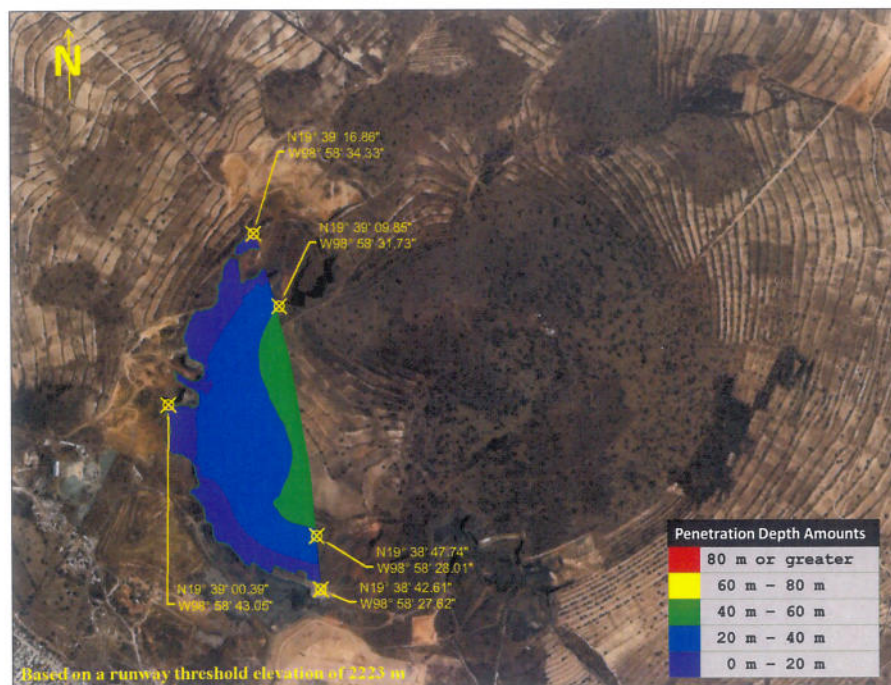 N
N19° 39' 16.86"
W98° 58' 34.33"
N19° 39' 09.85"
W98° 58' 31.73"
N19° 38' 47.74"
W98° 58' 28.01"
N19° 39' 00.39"
W98° 58' 43.05"
N19° 38' 42.61"
W98° 58' 27.62"
Penetration Depth Amounts
80 m or greater
60 m – 80 m
40 m – 60 m
20 m – 40 m
0 m – 20 m
Based on a runway threshold elevation of 2223 m